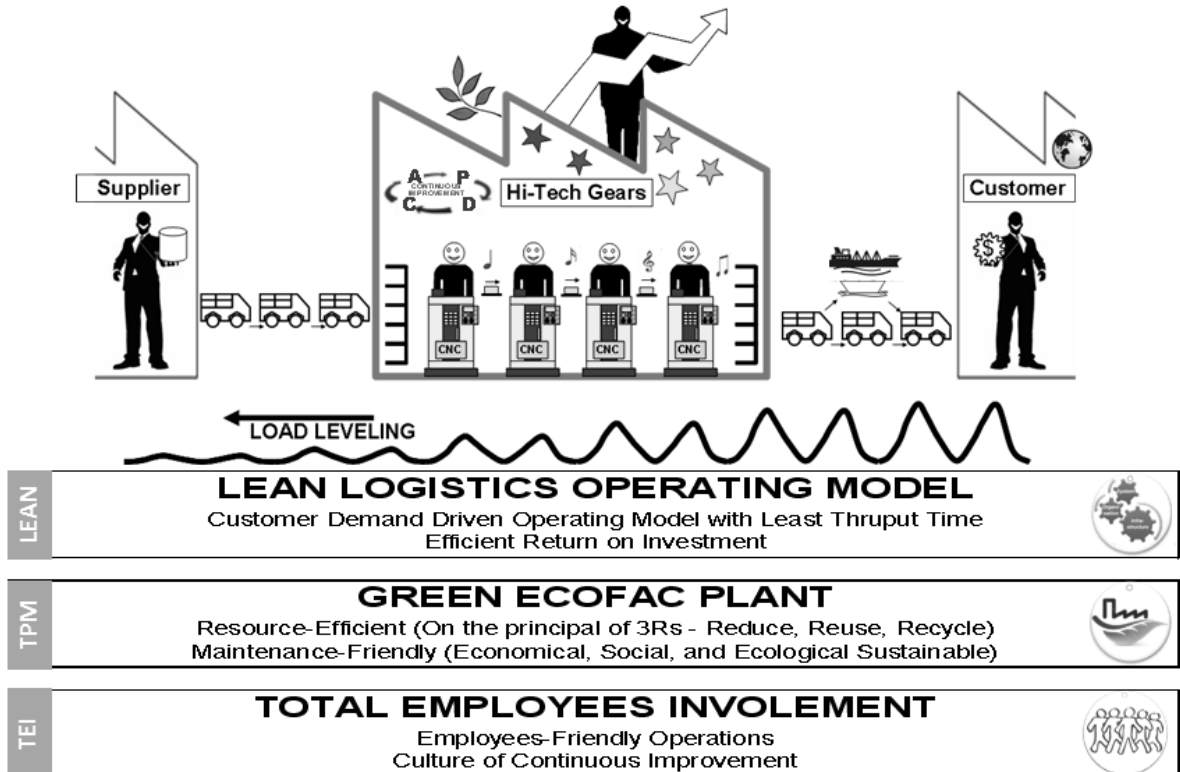 Supplier
A P
CONTINUOUS
IMPROVEMENT
C D
Hi-Tech Gears
Customer
$
CNC
CNC
CNC
CNC
LOAD LEVELING
LEAN
LEAN LOGISTICS OPERATING MODEL
Customer Demand Driven Operating Model with Least Thruput Time
Efficient Return on Investment
TPM
GREEN ECOFAC PLANT
Resource-Efficient (On the principal of 3Rs - Reduce, Reuse, Recycle)
Maintenance-Friendly (Economical, Social, and Ecological Sustainable)
TEI
TOTAL EMPLOYEES INVOLEMENT
Employees-Friendly Operations
Culture of Continuous Improvement